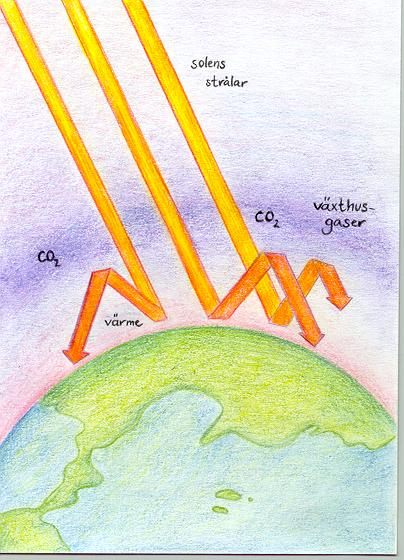 solens
strålar
CO₂
växthus-
gaser
CO₂
värme